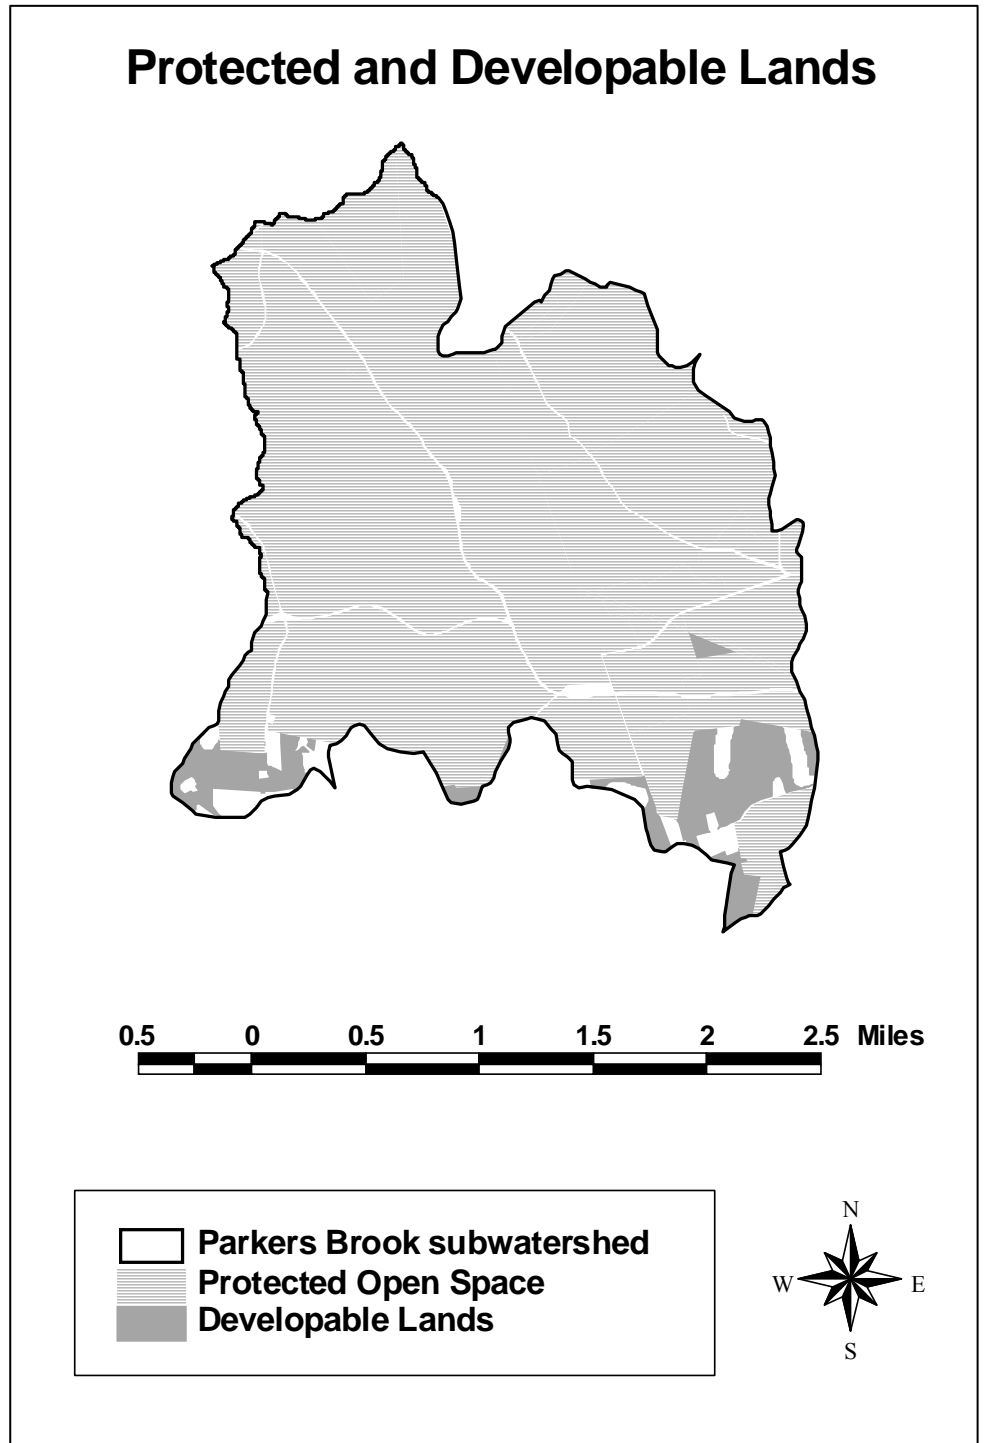 Protected and Developable Lands
0.5 0 0.5 1 1.5 2 2.5 Miles
Parkers Brook subwatershed
Protected Open Space
Developable Lands
N
W E
S